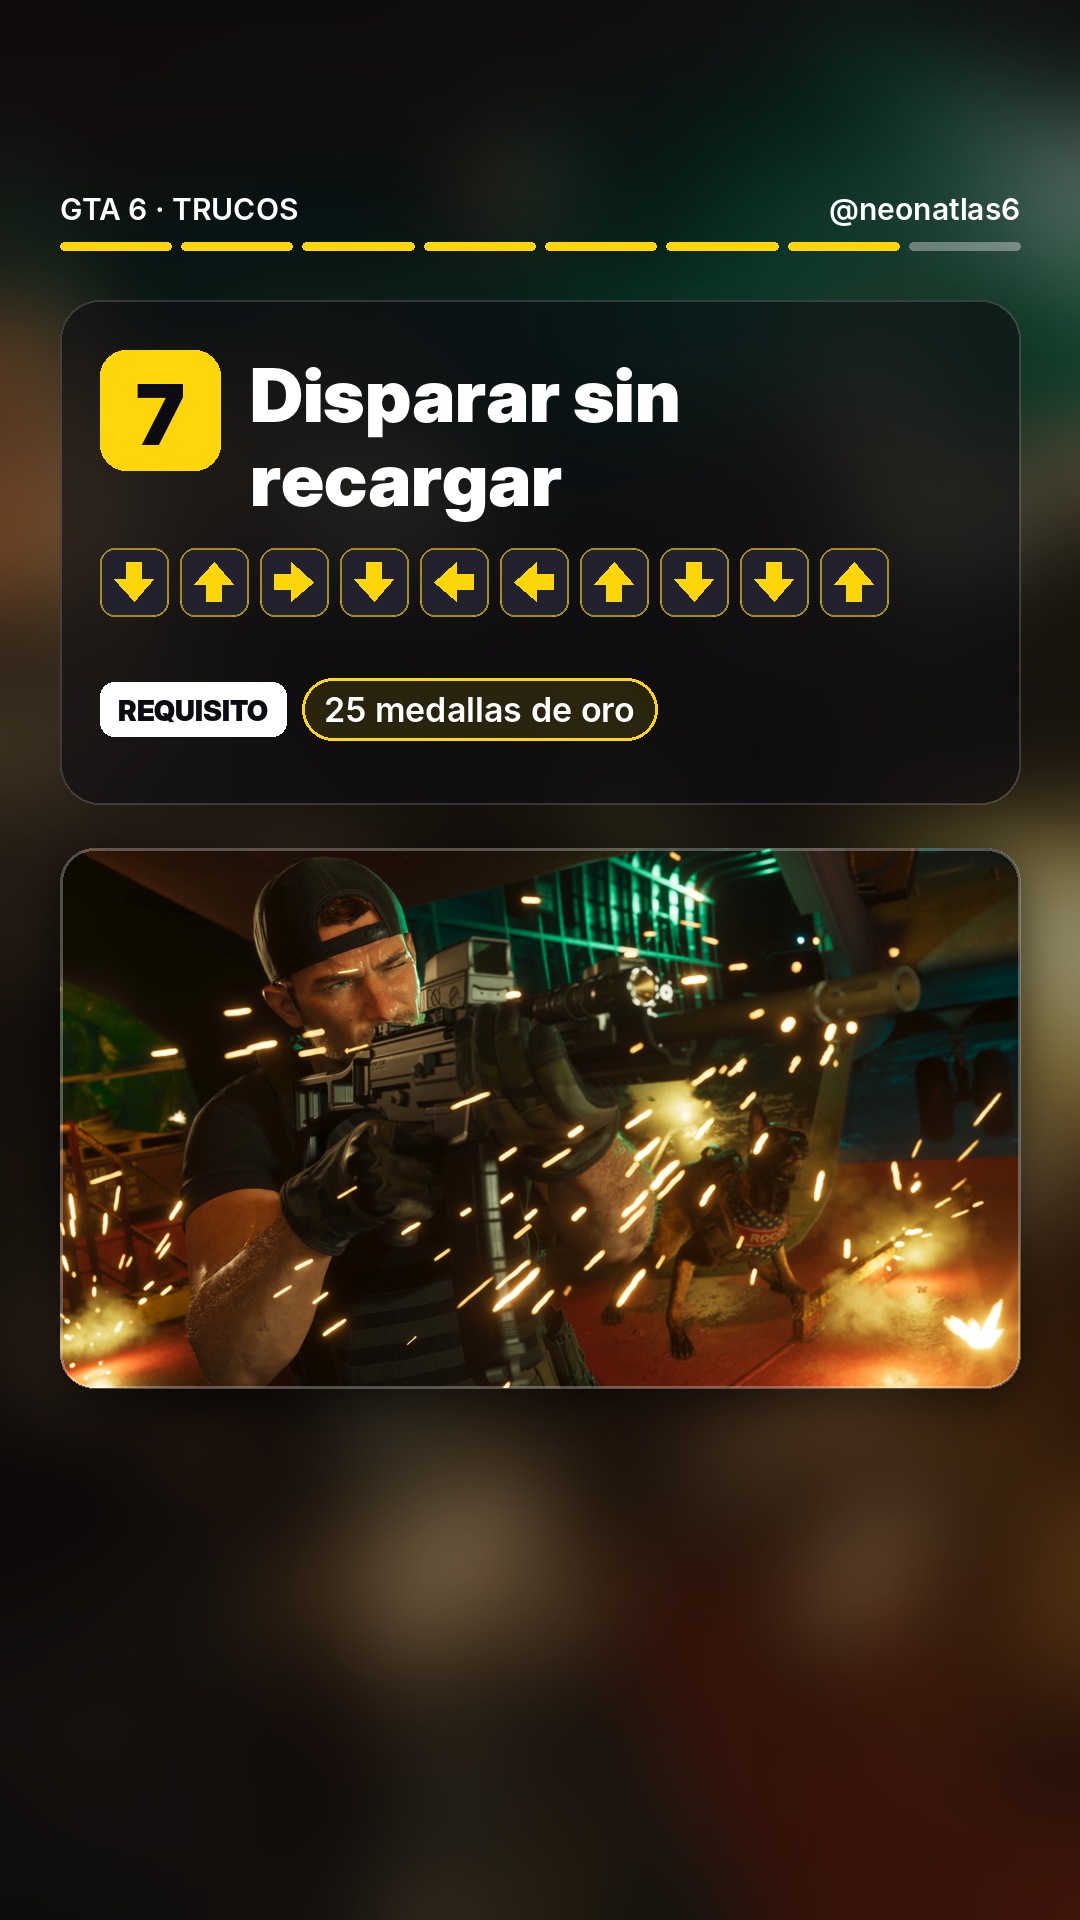 GTA 6 · TRUCOS
@neonatlas6
7
Disparar sin
recargar
REQUISITO
25 medallas de oro